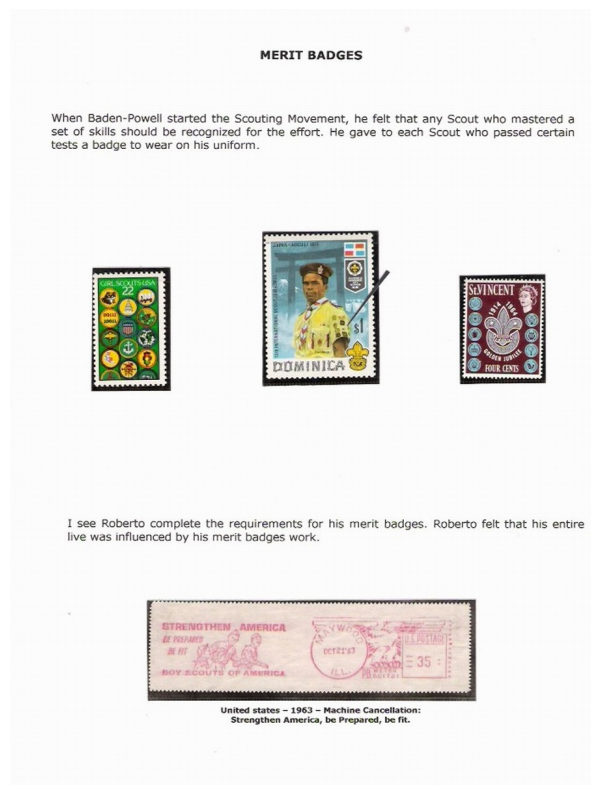 MERIT BADGES
When Baden-Powell started the Scouting Movement, he felt that any Scout who mastered a
set of skills should be recognized for the effort. He gave to each Scout who passed certain
tests a badge to wear on his uniform.
GIRL SCOUTS USA
22
$1
DOMINICA
ST. VINCENT
1914 1964
GOLDEN JUBILEE
FOUR CENTS
I see Roberto complete the requirements for his merit badges. Roberto felt that his entire
live was influenced by his merit badges work.
STRENGTHEN AMERICA
BE PREPARED
BE FIT
BOY SCOUTS OF AMERICA
MAYWOOD
ILL.
U.S. POSTAGE
35
METER
United states – 1963 – Machine Cancellation:
Strengthen America, be Prepared, be fit.